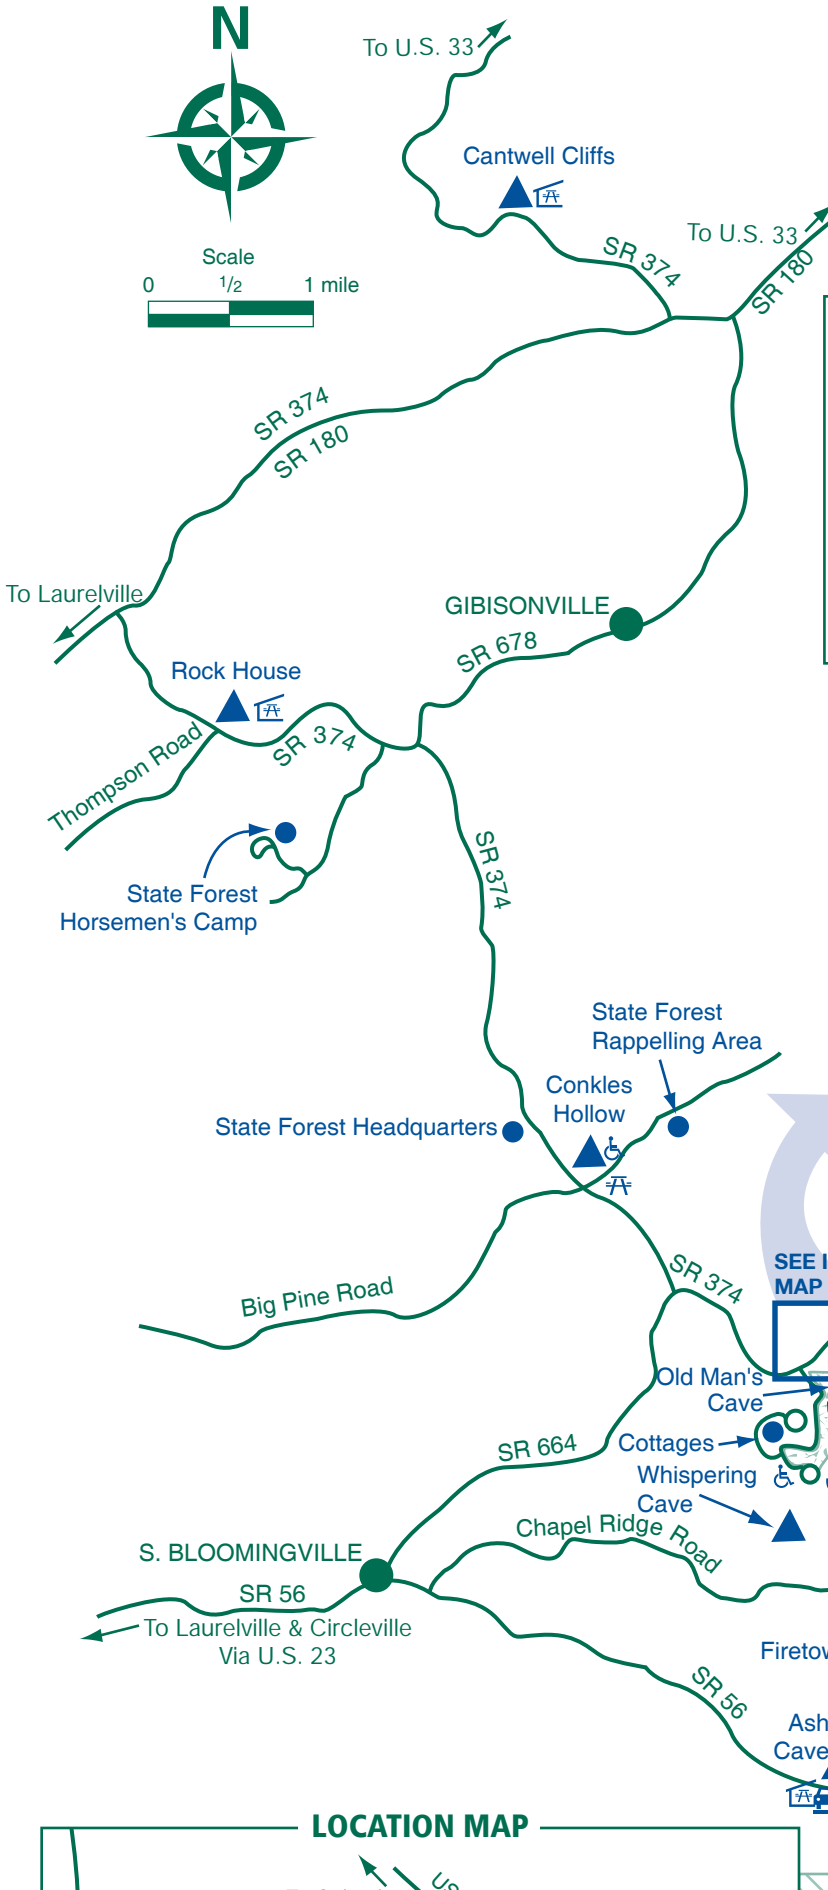 N
To U.S. 33
Cantwell Cliffs
To U.S. 33
SR 374
SR 180
Scale
0 1/2 1 mile
SR 374
SR 180
To Laurelville
GIBISONVILLE
SR 678
Rock House
SR 374
Thompson Road
State Forest
Horsemen's Camp
SR 374
State Forest
Rappelling Area
Conkles
Hollow
State Forest Headquarters
SEE
MAP
SR 374
Big Pine Road
Old Man's
Cave
SR 664
Cottages
Whispering
Cave
Chapel Ridge Road
S. BLOOMINGVILLE
SR 56
To Laurelville & Circleville
Via U.S. 23
SR 56
Cave
LOCATION MAP